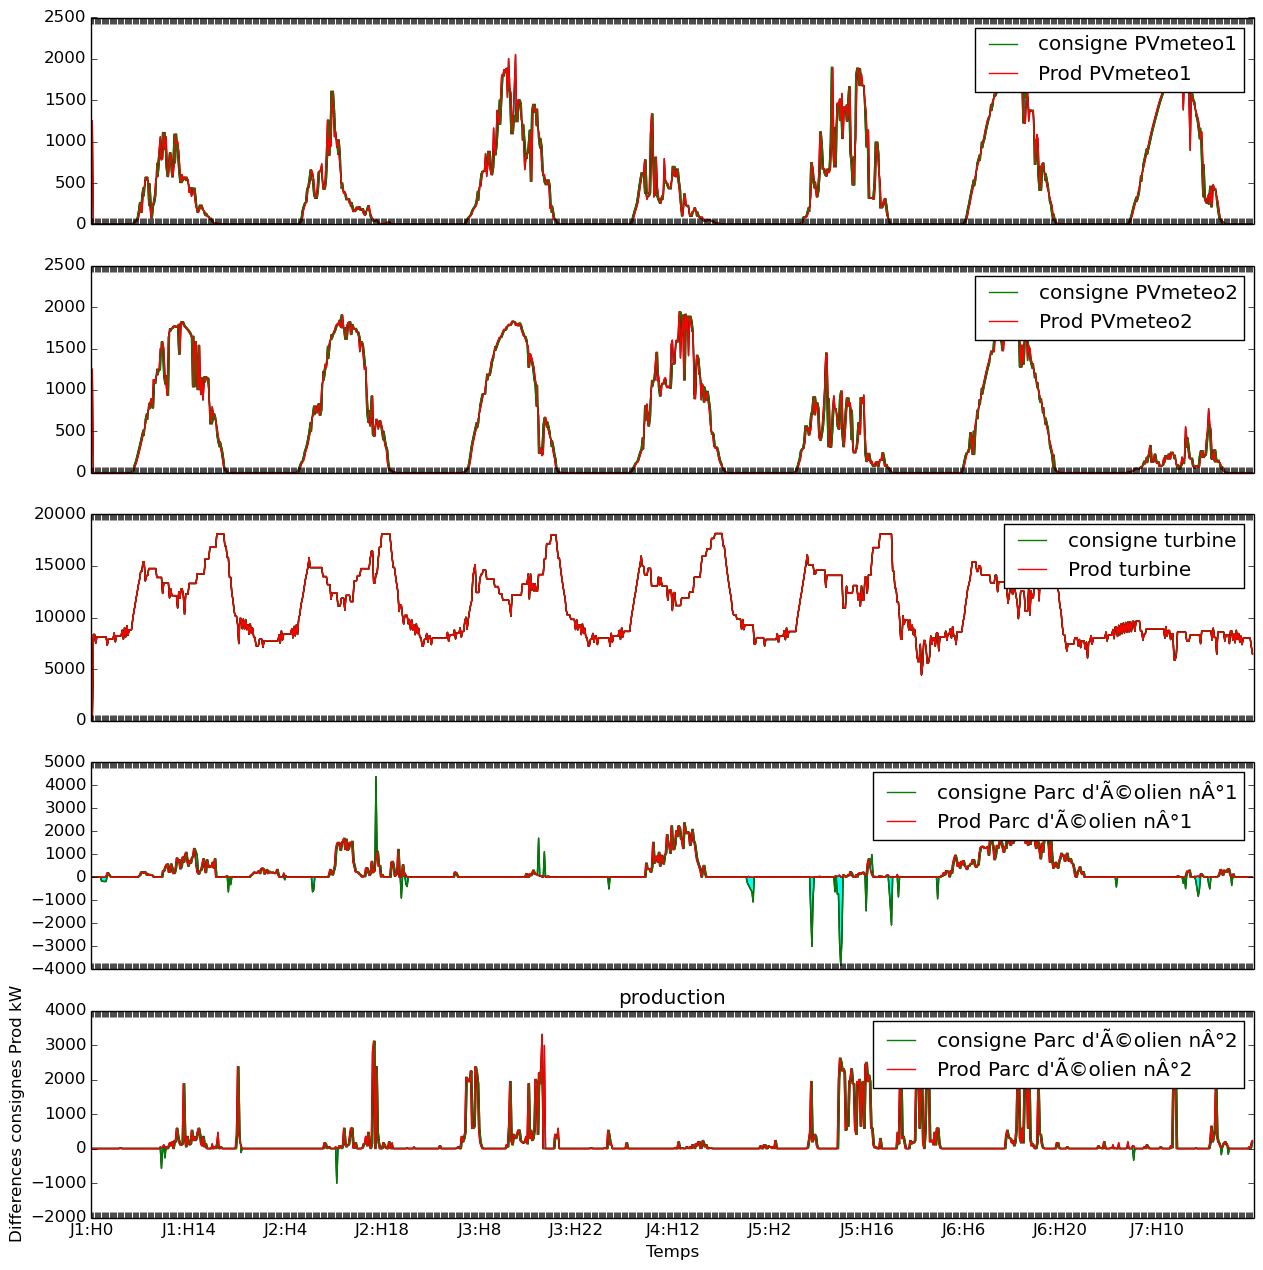 2500
2000
1500
1000
500
0
consigne PVmeteo1
Prod PVmeteo1
2500
2000
1500
1000
500
0
consigne PVmeteo2
Prod PVmeteo2
20000
15000
10000
5000
0
consigne turbine
Prod turbine
5000
4000
3000
2000
1000
0
−1000
−2000
−3000
−4000
consigne Parc d'Ã©olien nÂ°1
Prod Parc d'Ã©olien nÂ°1
production
4000
3000
2000
1000
0
−1000
−2000
consigne Parc d'Ã©olien nÂ°2
Prod Parc d'Ã©olien nÂ°2
Differences consignes Prod kW
J1:H0 J1:H14 J2:H4 J2:H18 J3:H8 J3:H22 J4:H12 J5:H2 J5:H16 J6:H6 J6:H20 J7:H10
Temps